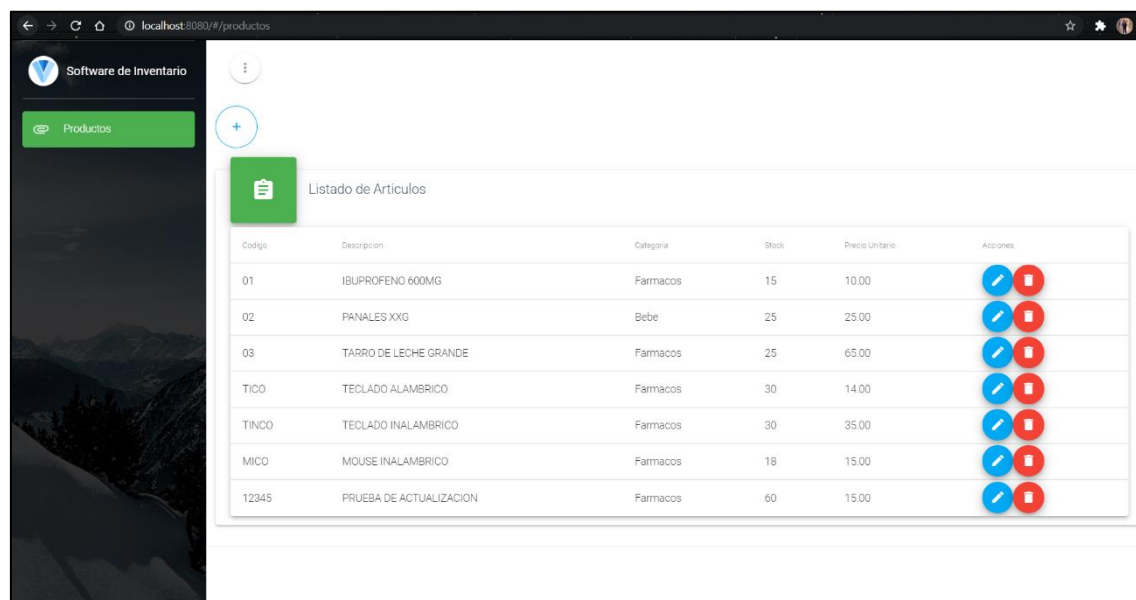 localhost:8080/#/productos
Software de Inventario
Productos
Listado de Articulos
Codigo Descripcion Categoria Stock Precio Unitario Acciones
01 IBUPROFENO 600MG Farmacos 15 10.00
02 PANALES XXG Bebe 25 25.00
03 TARRO DE LECHE GRANDE Farmacos 25 65.00
TICO TECLADO ALAMBRICO Farmacos 30 14.00
TINCO TECLADO INALAMBRICO Farmacos 30 35.00
MICO MOUSE INALAMBRICO Farmacos 18 15.00
12345 PRUEBA DE ACTUALIZACION Farmacos 60 15.00